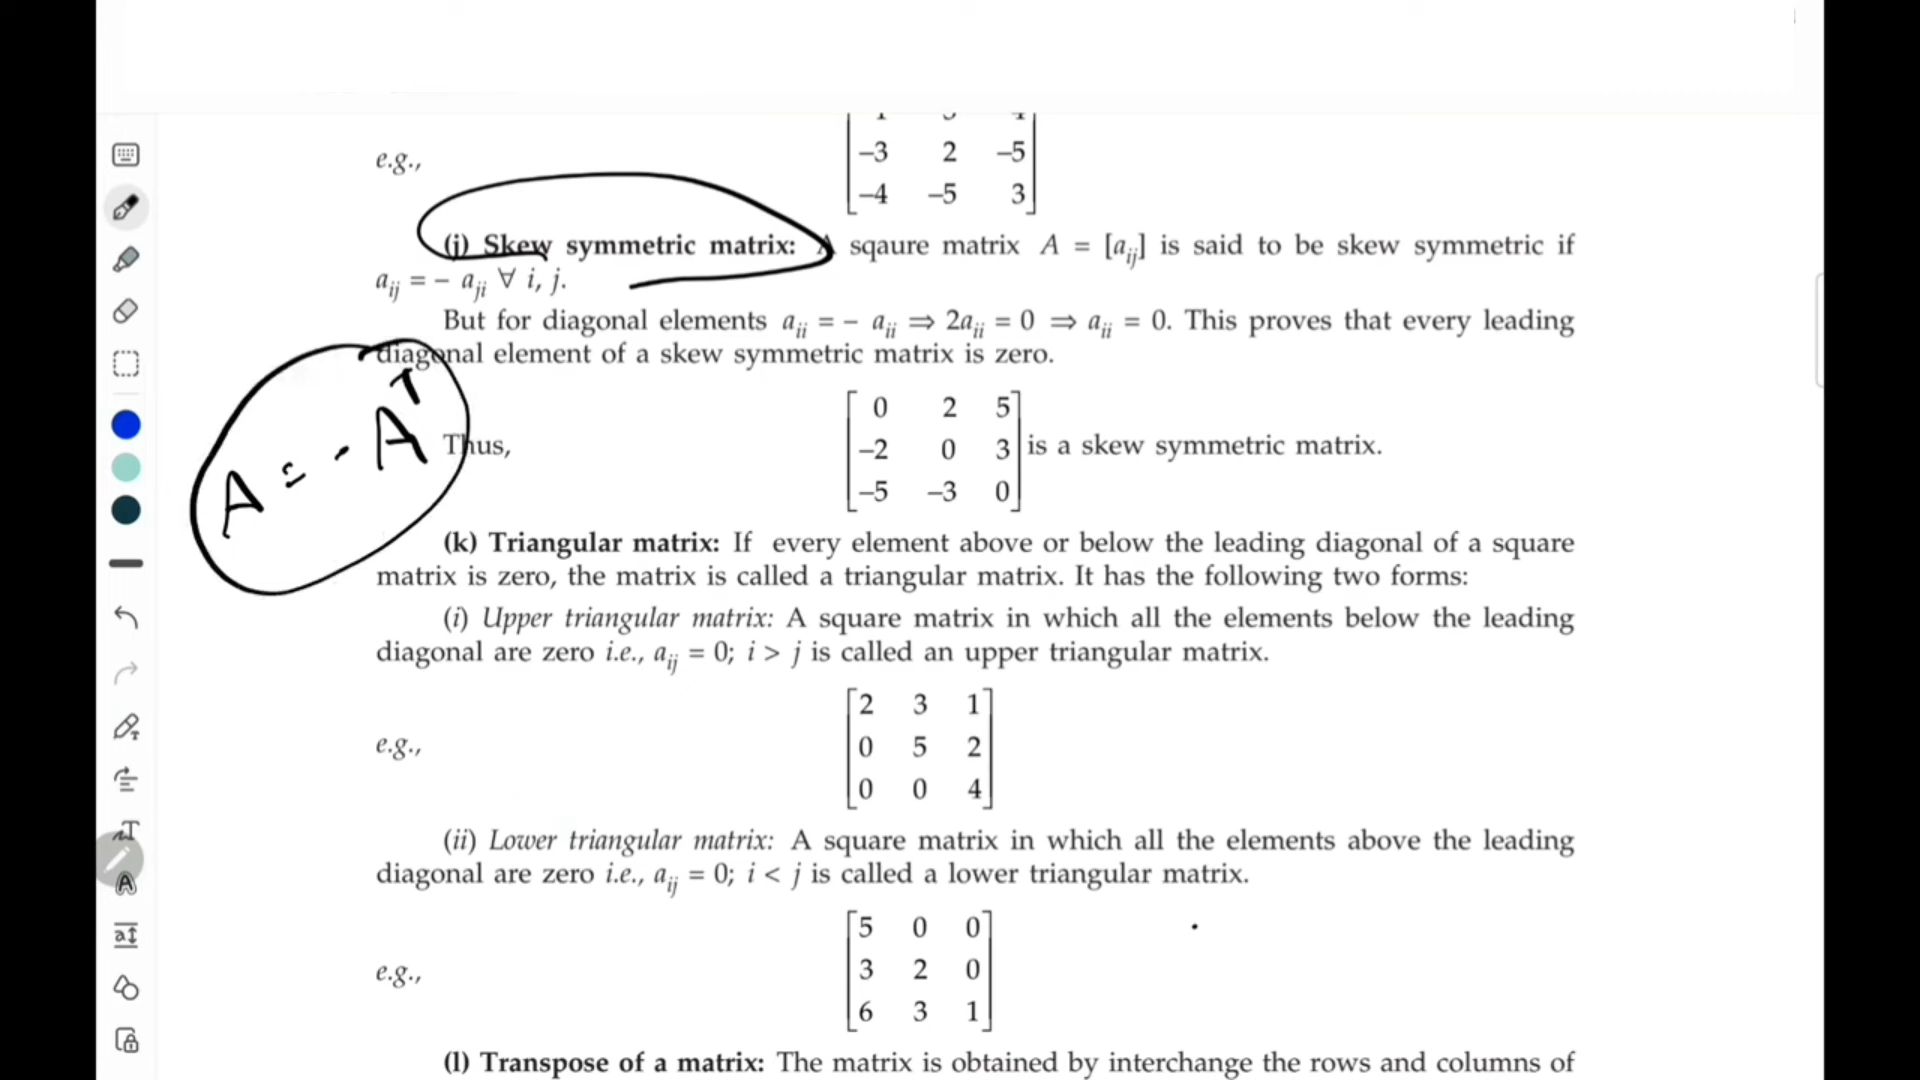 –3 2 –5
e.g.,
–4 –5 3
(j) Skew symmetric matrix: A sqaure matrix A = [aij] is said to be skew symmetric if
aij = – aji ∀ i, j.
But for diagonal elements aii = – aii ⇒ 2aii = 0 ⇒ aii = 0. This proves that every leading
diagonal element of a skew symmetric matrix is zero.
A = - A^T
0 2 5
Thus, –2 0 3 is a skew symmetric matrix.
–5 –3 0
(k) Triangular matrix: If every element above or below the leading diagonal of a square
matrix is zero, the matrix is called a triangular matrix. It has the following two forms:
(i) Upper triangular matrix: A square matrix in which all the elements below the leading
diagonal are zero i.e., aij = 0; i > j is called an upper triangular matrix.
2 3 1
e.g., 0 5 2
0 0 4
(ii) Lower triangular matrix: A square matrix in which all the elements above the leading
diagonal are zero i.e., aij = 0; i < j is called a lower triangular matrix.
5 0 0
e.g., 3 2 0
6 3 1
(l) Transpose of a matrix: The matrix is obtained by interchange the rows and columns of